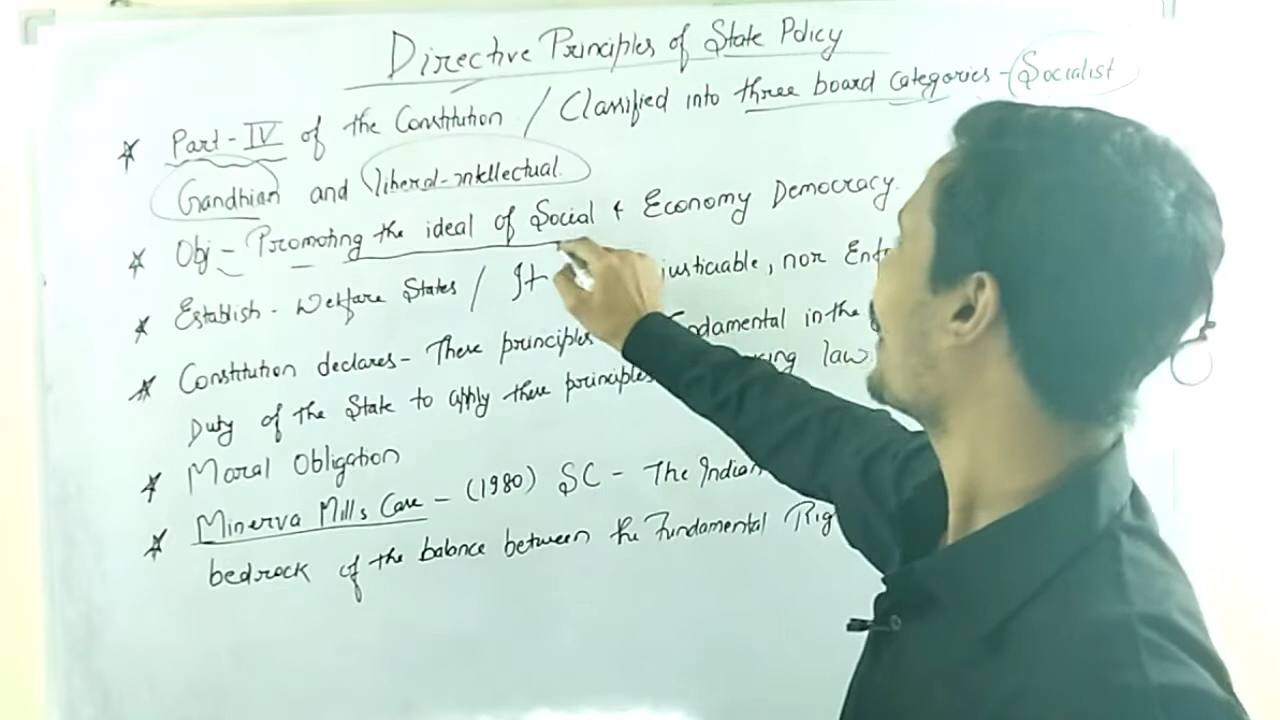 Directive Principles of State Policy
Part-IV of the Constitution / Classified into three board categories - Socialist
Gandhian and liberal-intellectual.
Obj - Promoting the ideal of Social & Economy Democracy.
Establish - Welfare States / It justiciable, nor Enf
Constitution declares - These principles damental in the
Duty of the State to apply these principles king law.
Moral Obligation
Minerva Mills Case - (1980) SC - The Indian
bedrock of the balance between the Fundamental Rig